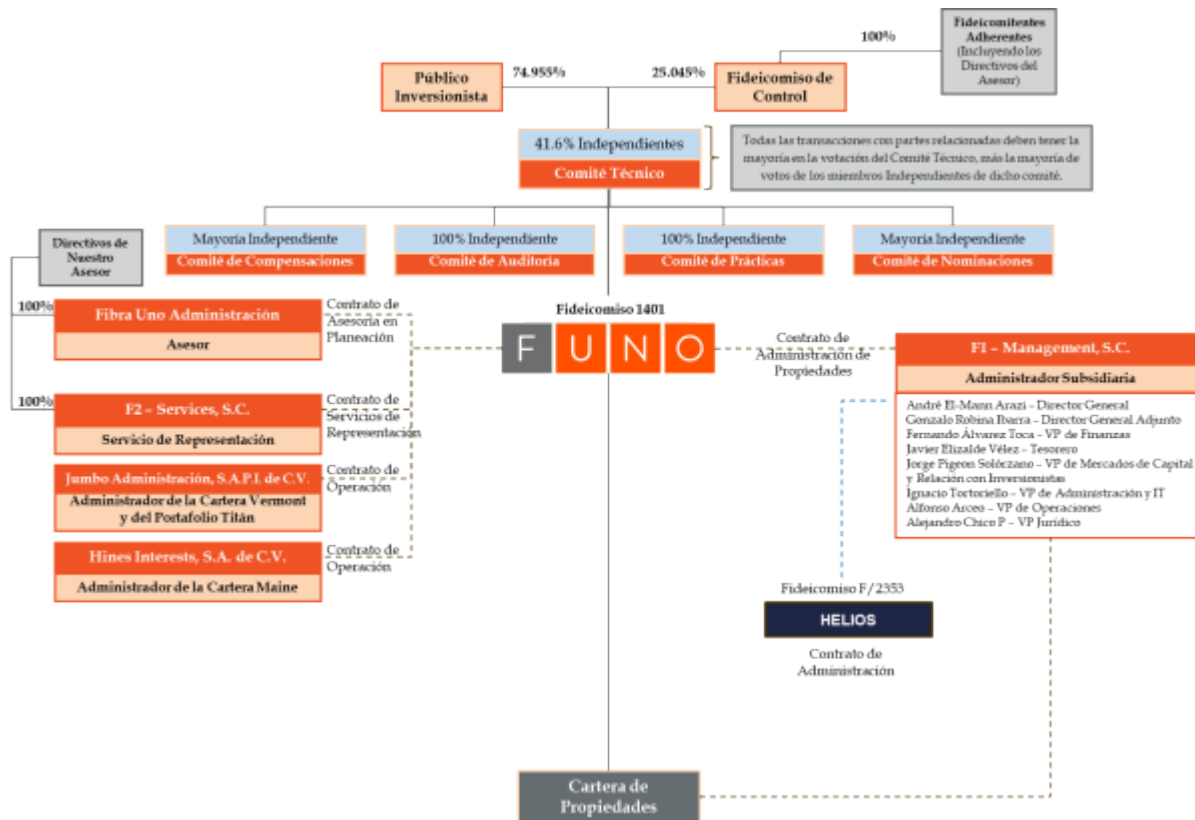 Fideicomitentes
Adherentes
(Incluyendo los
Directivos del
Asesor)
100%
Público
Inversionista
74.955%
25.045%
Fideicomiso de
Control
41.6% Independientes
Comité Técnico
Todas las transacciones con partes relacionadas deben tener la
mayoría en la votación del Comité Técnico, más la mayoría de
votos de los miembros Independientes de dicho comité.
Directivos de
Nuestro
Asesor
Mayoría Independiente
Comité de Compensaciones
100% Independiente
Comité de Auditoría
100% Independiente
Comité de Prácticas
Mayoría Independiente
Comité de Nominaciones
100%
Fibra Uno Administración
Asesor
Contrato de
Asesoría en
Planeación
Fideicomiso 1401
FUNO
Contrato de
Administración de
Propiedades
F1 – Management, S.C.
Administrador Subsidiaria
André El-Mann Arazi – Director General
Gonzalo Robina Ibarra – Director General Adjunto
Fernando Álvarez Toca – VP de Finanzas
Javier Elizalde Vélez – Tesorero
Jorge Pigeon Solórzano – VP de Mercados de Capital
y Relación con Inversionistas
Ignacio Tortoriello – VP de Administración y IT
Alfonso Arceo – VP de Operaciones
Alejandro Chico P – VP Jurídico
100%
F2 – Services, S.C.
Servicio de Representación
Contrato de
Servicios de
Representación
Jumbo Administración, S.A.P.I. de C.V.
Administrador de la Cartera Vermont
y del Portafolio Titán
Contrato de
Operación
Hines Interests, S.A. de C.V.
Administrador de la Cartera Maine
Contrato de
Operación
Fideicomiso F/2353
HELIOS
Contrato de
Administración
Cartera de
Propiedades